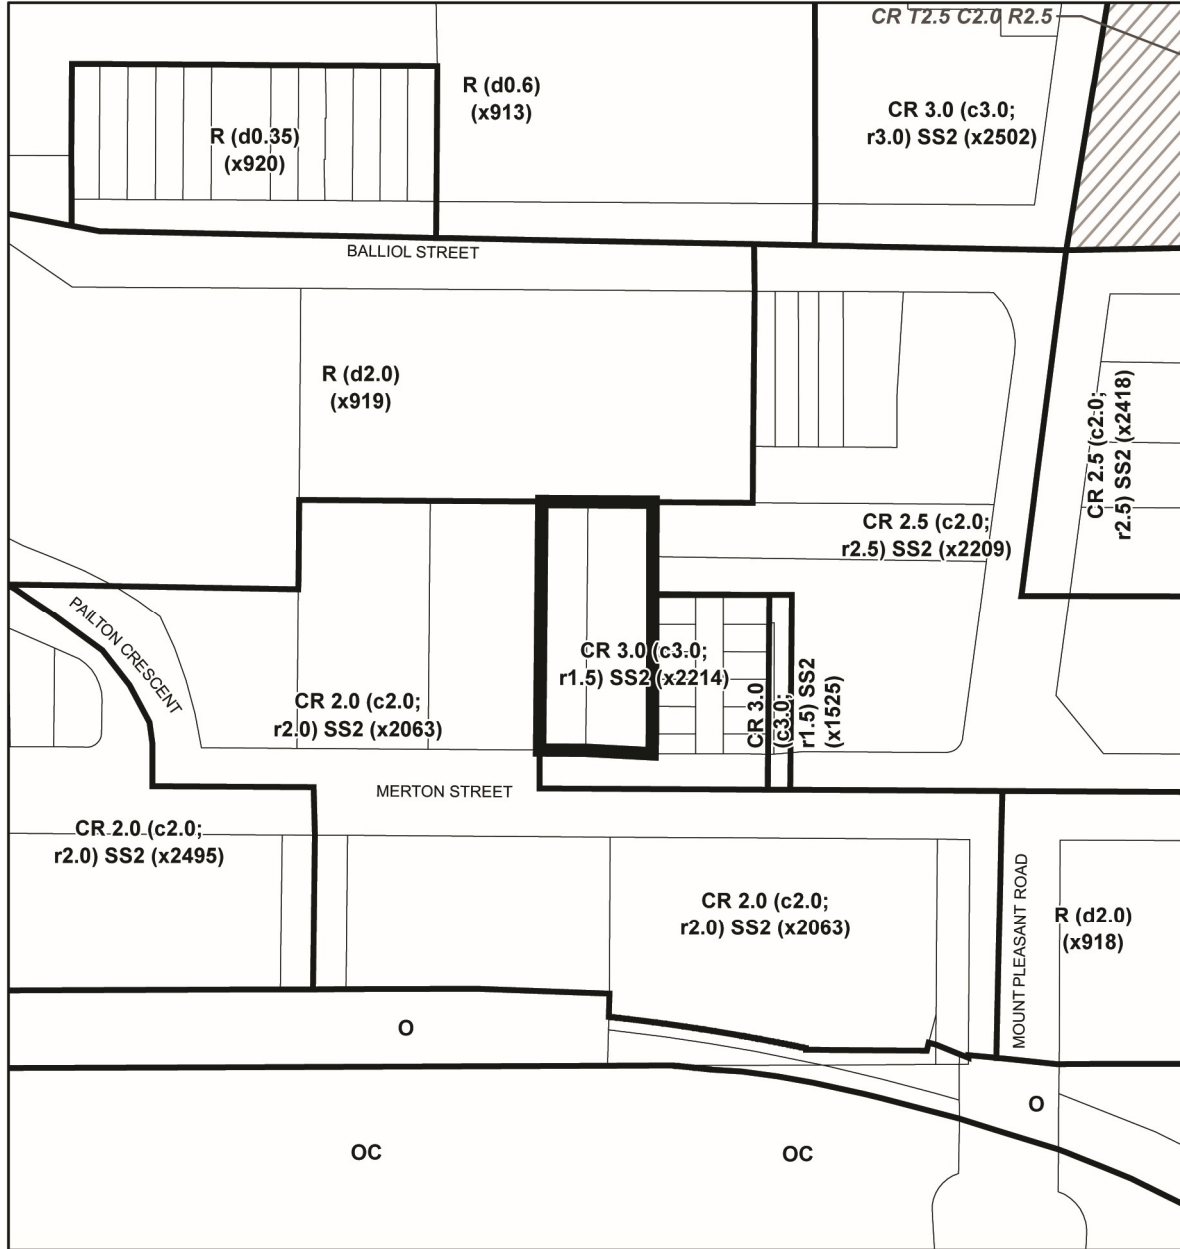 CR T2.5 C2.0 R2.5
R (d0.6)
(x913)
CR 3.0 (c3.0;
r3.0) SS2 (x2502)
R (d0.35)
(x920)
BALLIOL STREET
R (d2.0)
(x919)
CR 2.5 (c2.0;
r2.5) SS2 (x2418)
CR 2.5 (c2.0;
r2.5) SS2 (x2209)
PAILTON CRESCENT
CR 3.0 (c3.0;
r1.5) SS2 (x2214)
CR 3.0
(c3.0;
r1.5) SS2
(x1525)
CR 2.0 (c2.0;
r2.0) SS2 (x2063)
MERTON STREET
CR 2.0 (c2.0;
r2.0) SS2 (x2495)
CR 2.0 (c2.0;
r2.0) SS2 (x2063)
MOUNT PLEASANT ROAD
R (d2.0)
(x918)
O
O
OC
OC